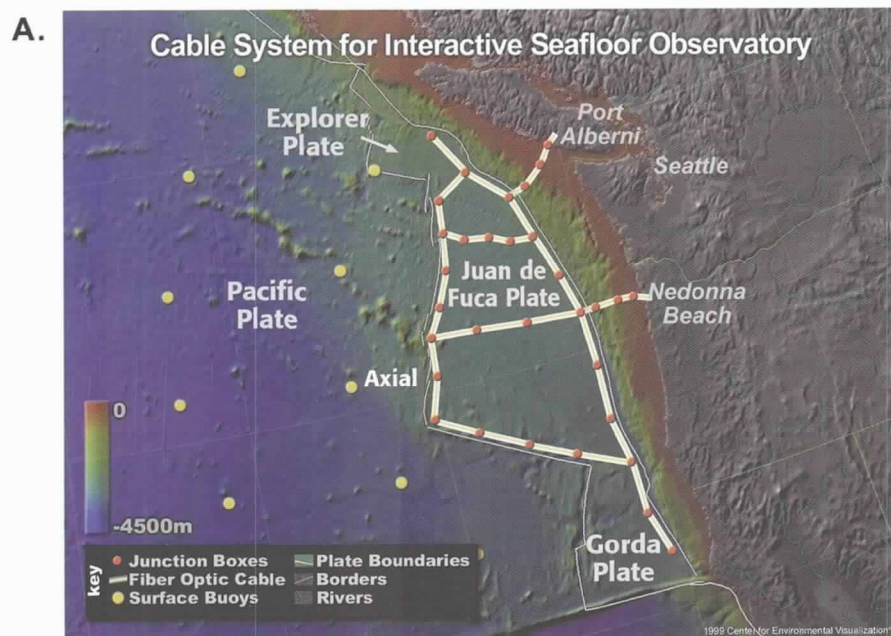 A.
Cable System for Interactive Seafloor Observatory
Explorer
Plate
Port
Alberni
Seattle
Juan de
Fuca Plate
Pacific
Plate
Nedonna
Beach
Axial
0
-4500m
Gorda
Plate
key
Junction Boxes
Fiber Optic Cable
Surface Buoys
Plate Boundaries
Borders
Rivers
1999 Center for Environmental Visualization